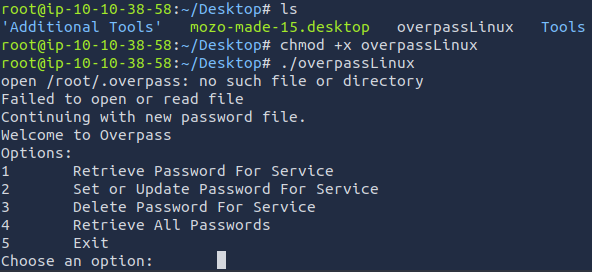 root@ip-10-10-38-58:~/Desktop# ls
'Additional Tools'   mozo-made-15.desktop   overpassLinux   Tools
root@ip-10-10-38-58:~/Desktop# chmod +x overpassLinux
root@ip-10-10-38-58:~/Desktop# ./overpassLinux
open /root/.overpass: no such file or directory
Failed to open or read file
Continuing with new password file.
Welcome to Overpass
Options:
1       Retrieve Password For Service
2       Set or Update Password For Service
3       Delete Password For Service
4       Retrieve All Passwords
5       Exit
Choose an option: